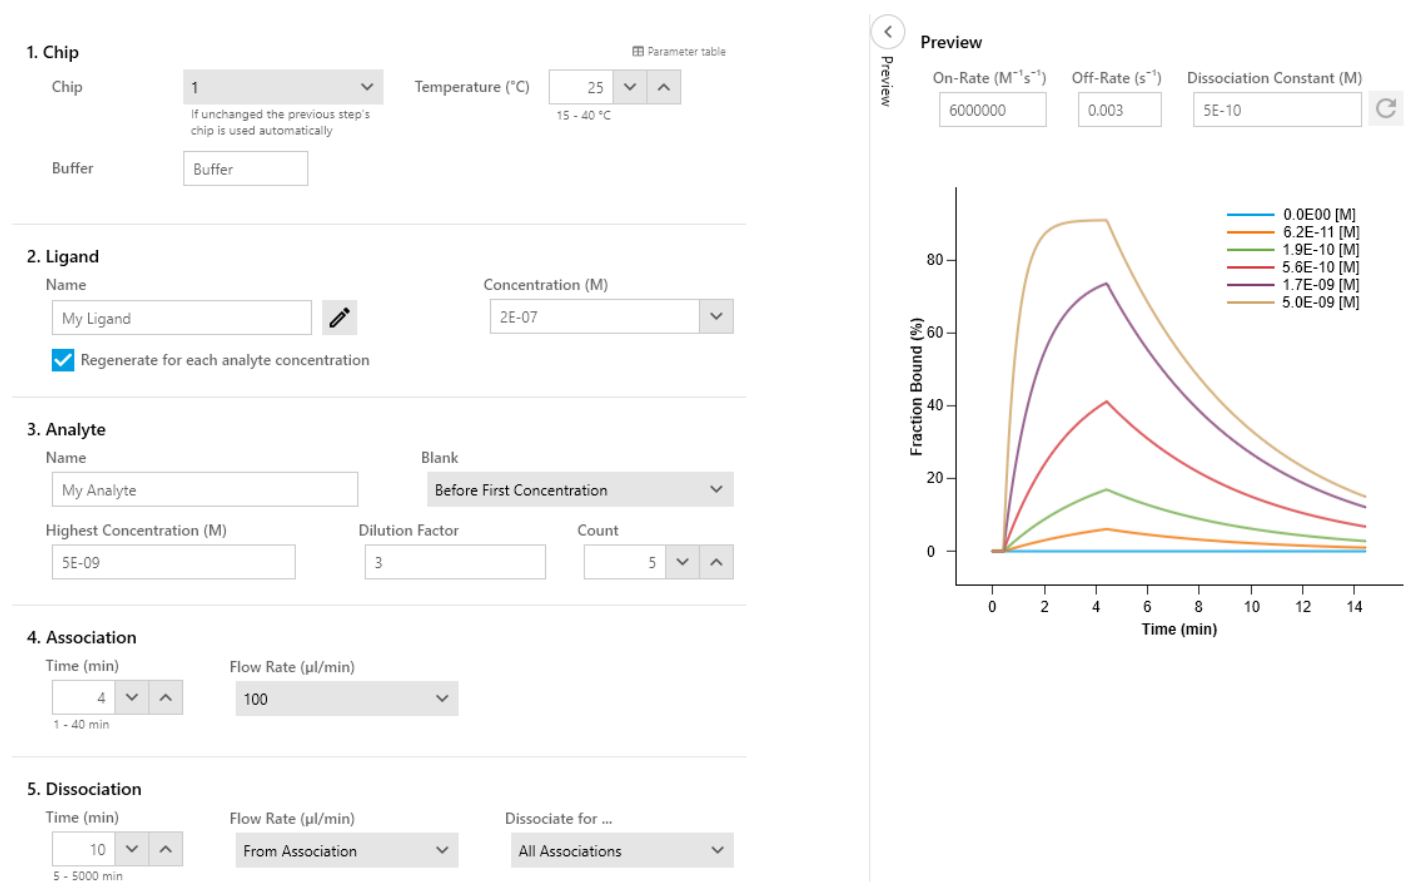 1. Chip
Parameter table
Chip
1
Temperature (°C)
25
If unchanged the previous step's
chip is used automatically
15 - 40 °C
Buffer
Buffer
2. Ligand
Name
Concentration (M)
My Ligand
2E-07
Regenerate for each analyte concentration
3. Analyte
Name
Blank
My Analyte
Before First Concentration
Highest Concentration (M)
Dilution Factor
Count
5E-09
3
5
4. Association
Time (min)
Flow Rate (µl/min)
4
100
1 - 40 min
5. Dissociation
Time (min)
Flow Rate (µl/min)
Dissociate for ...
10
From Association
All Associations
5 - 5000 min
Preview
Preview
On-Rate (M⁻¹s⁻¹)
Off-Rate (s⁻¹)
Dissociation Constant (M)
6000000
0.003
5E-10
0.0E00 [M]
6.2E-11 [M]
1.9E-10 [M]
5.6E-10 [M]
1.7E-09 [M]
5.0E-09 [M]
Fraction Bound (%)
80
60
40
20
0
0 2 4 6 8 10 12 14
Time (min)